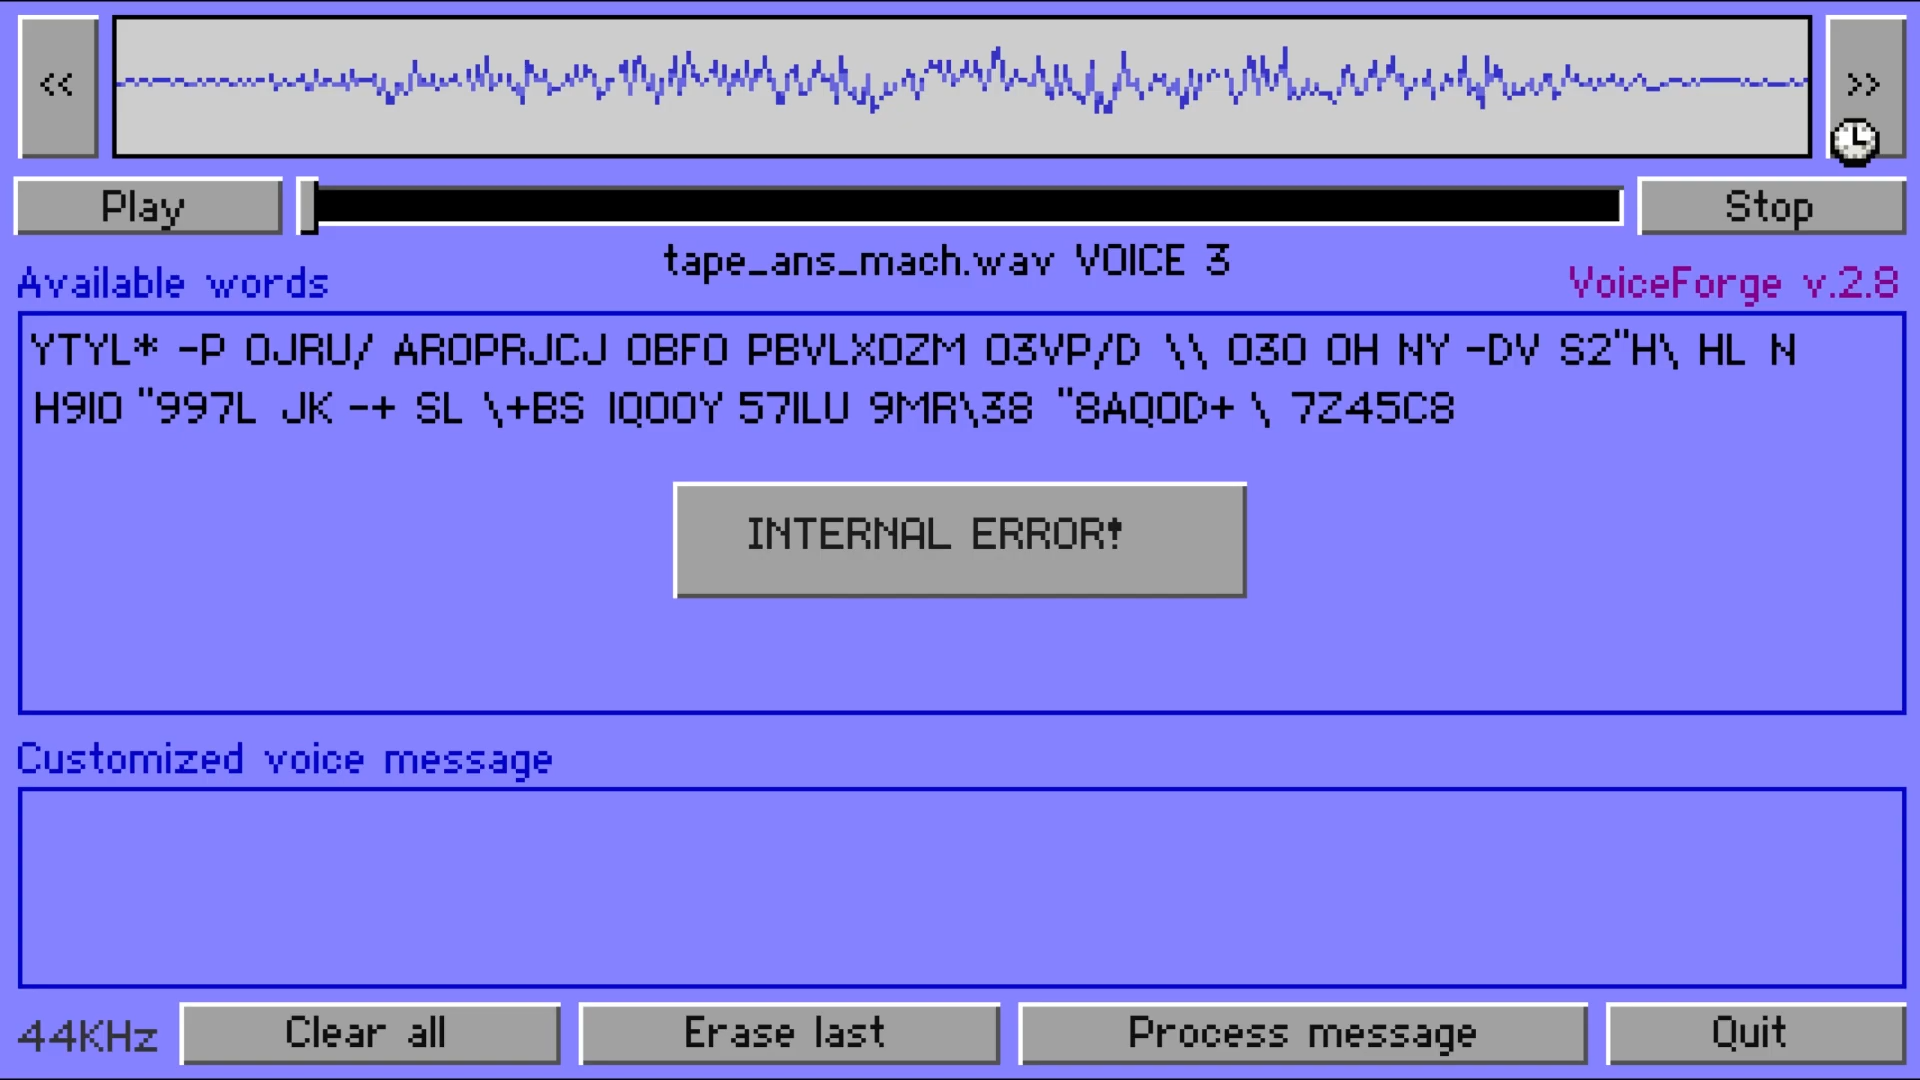 << >>
Play Stop
tape_ans_mach.wav VOICE 3
Available words VoiceForge v.2.8
YTYL* -P OJRU/ AROPRJCJ OBFO PBVLXOZM O3VP/D \\ O3O OH NY -DV S2"H\ HL N
H9IO "997L JK -+ SL \+BS IQOOY 57ILU 9MR\38 "8AQOD+ \ 7Z45C8
INTERNAL ERROR!
Customized voice message
44KHz Clear all Erase last Process message Quit